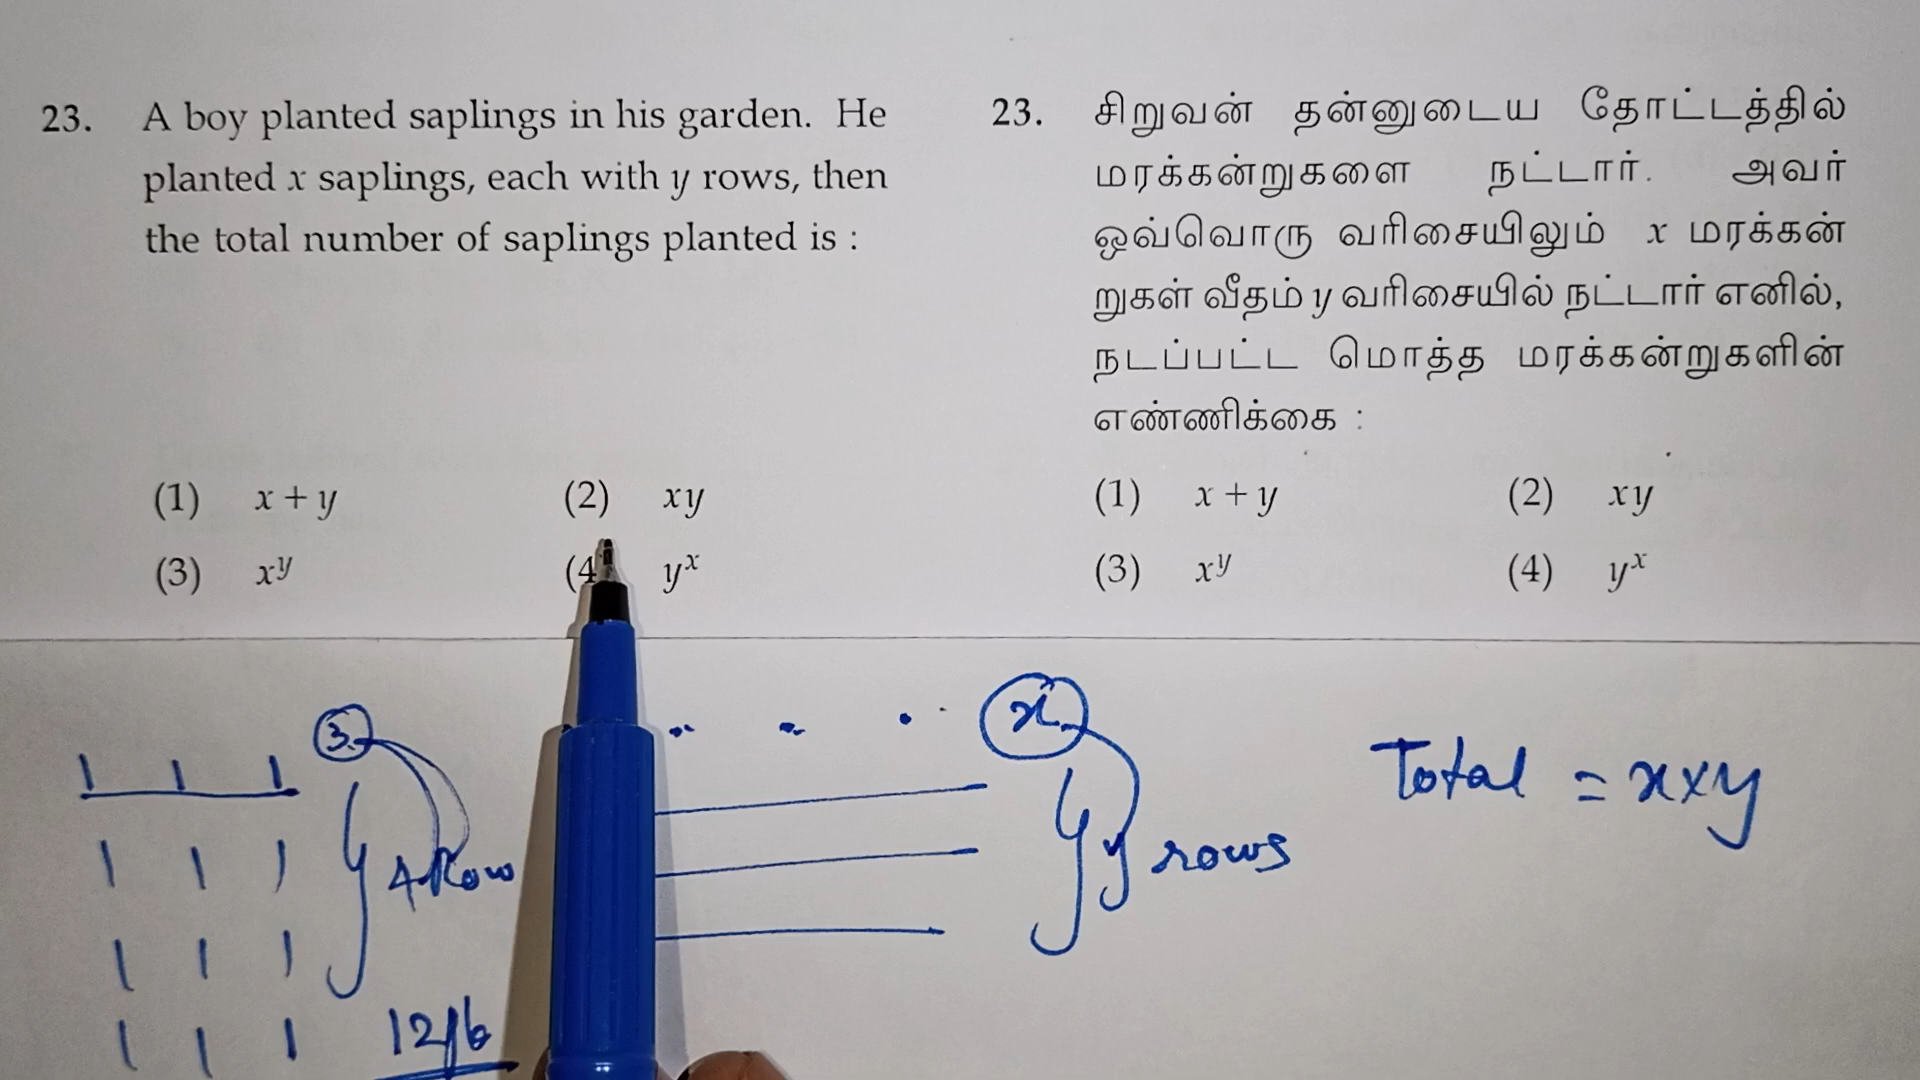 23. A boy planted saplings in his garden. He
planted x saplings, each with y rows, then
the total number of saplings planted is :
(1) x + y (2) xy
(3) x^y (4) y^x
23. சிறுவன் தன்னுடைய தோட்டத்தில்
மரக்கன்றுகளை நட்டார். அவர்
ஒவ்வொரு வரிசையிலும் x மரக்கன்
றுகள் வீதம் y வரிசையில் நட்டார் எனில்,
நடப்பட்ட மொத்த மரக்கன்றுகளின்
எண்ணிக்கை :
(1) x + y (2) xy
(3) x^y (4) y^x
3
4 Row
x
y rows
Total = x×y